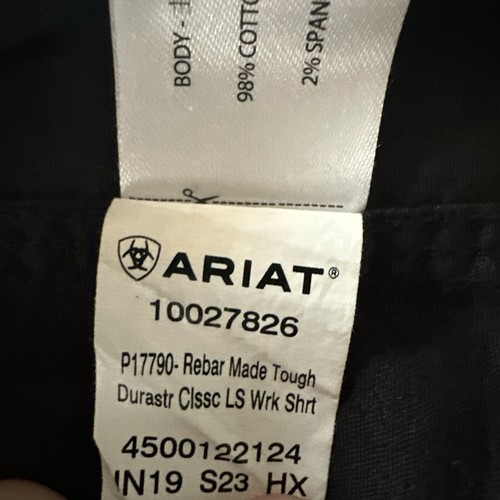 BODY -
98% COTTO
2% SPAN
ARIAT®
10027826
P17790- Rebar Made Tough
Durastr Clssc LS Wrk Shrt
4500122124
IN19 S23 HX